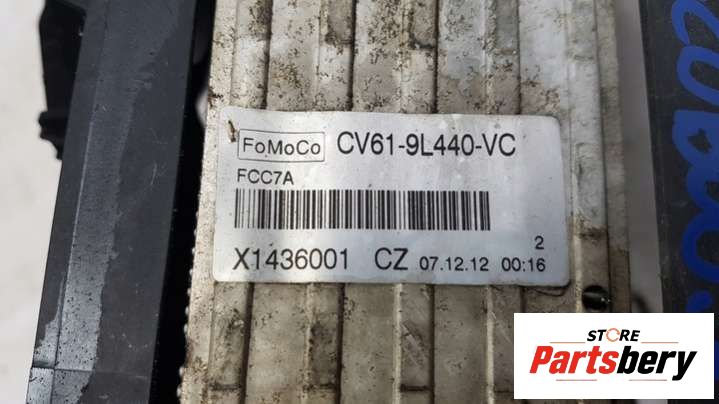 FoMoCo CV61-9L440-VC
FCC7A
2
X1436001 CZ 07.12.12 00:16
STORE
Partsbery